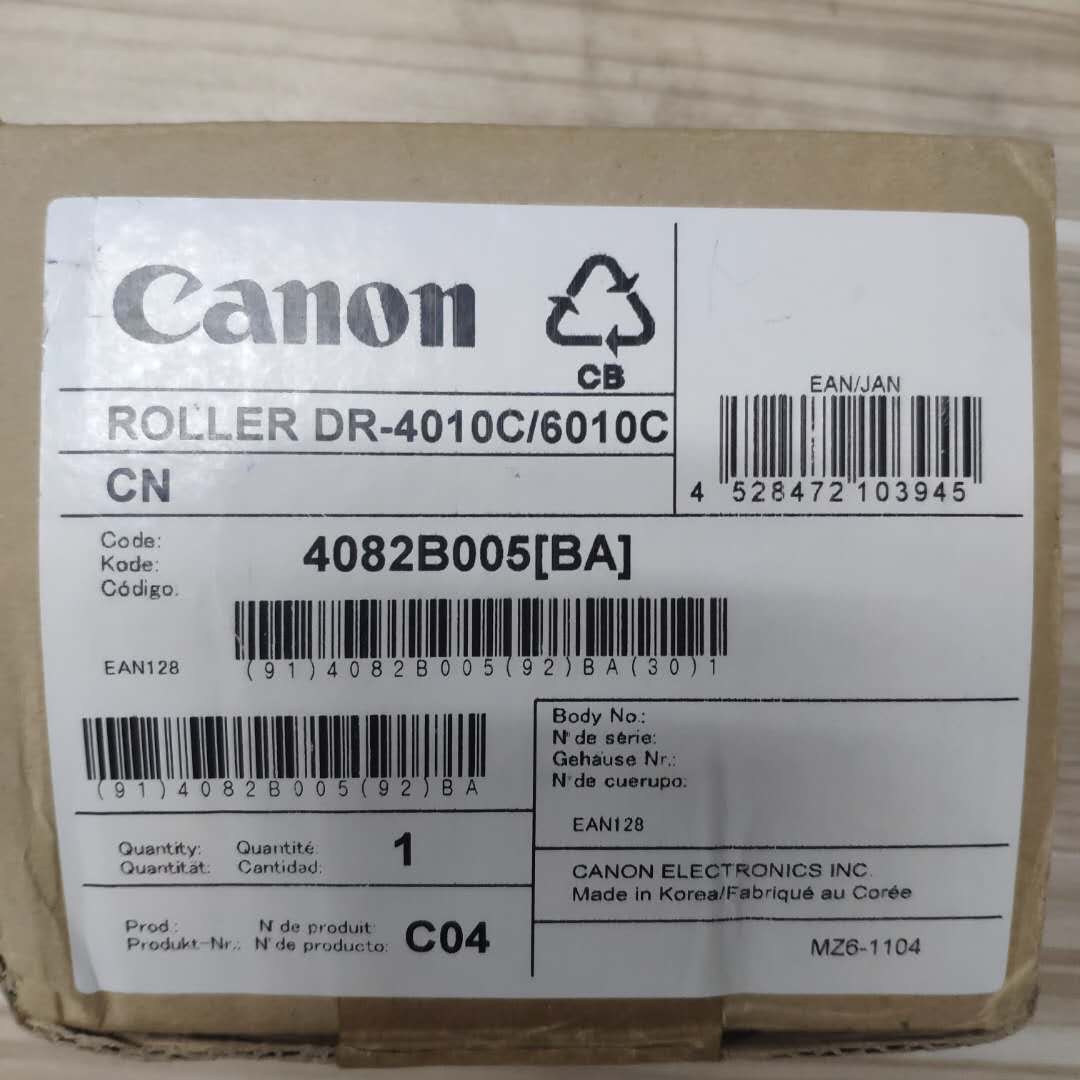 Canon
CB
ROLLER DR-4010C/6010C
CN
EAN/JAN
4 528472 103945
Code:
Kode:
Código:
4082B005[BA]
EAN128
(91)4082B005(92)BA(30)1
(91)4082B005(92)BA
Body No.:
N° de série:
Gehäuse Nr.:
N° de cuerupo:
EAN128
Quantity: Quantité:
Quantität: Cantidad:
1
CANON ELECTRONICS INC.
Made in Korea/Fabriqué au Corée
Prod.: N° de produit:
Produkt-Nr.: N° de producto:
C04
MZ6-1104